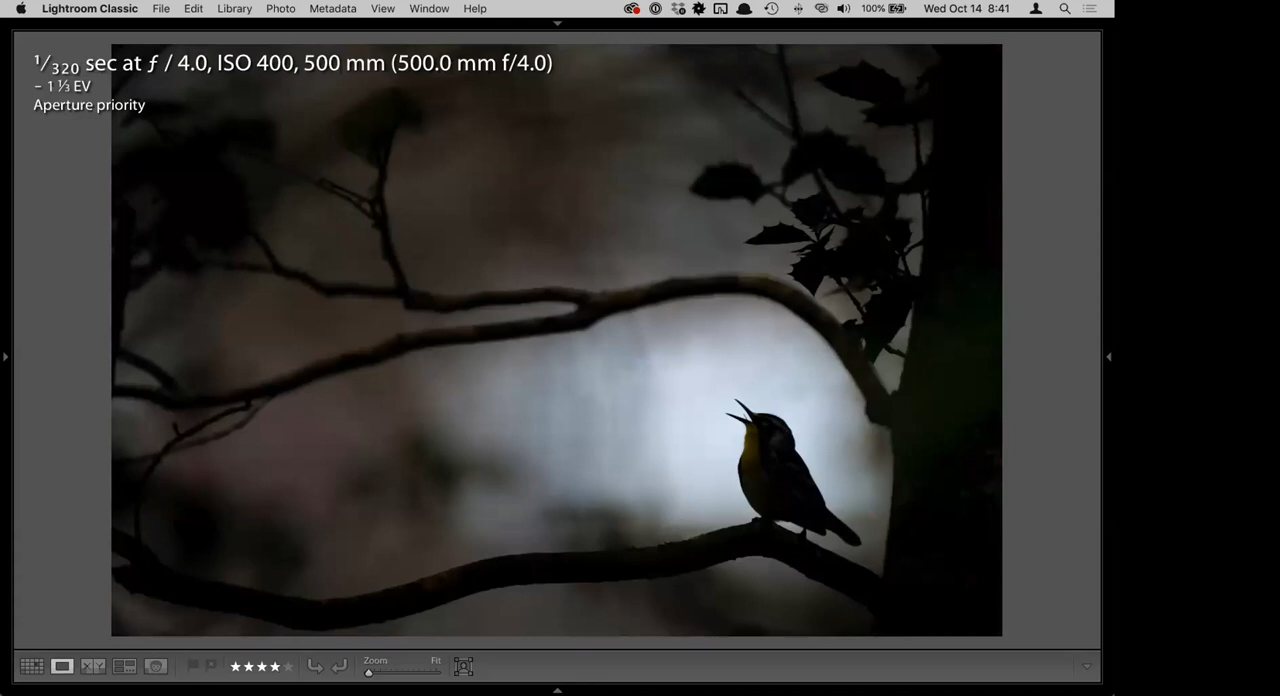 Lightroom Classic File Edit Library Photo Metadata View Window Help 100% Wed Oct 14 8:41
1/320 sec at ƒ / 4.0, ISO 400, 500 mm (500.0 mm f/4.0)
- 1 ⅓ EV
Aperture priority
Zoom Fit